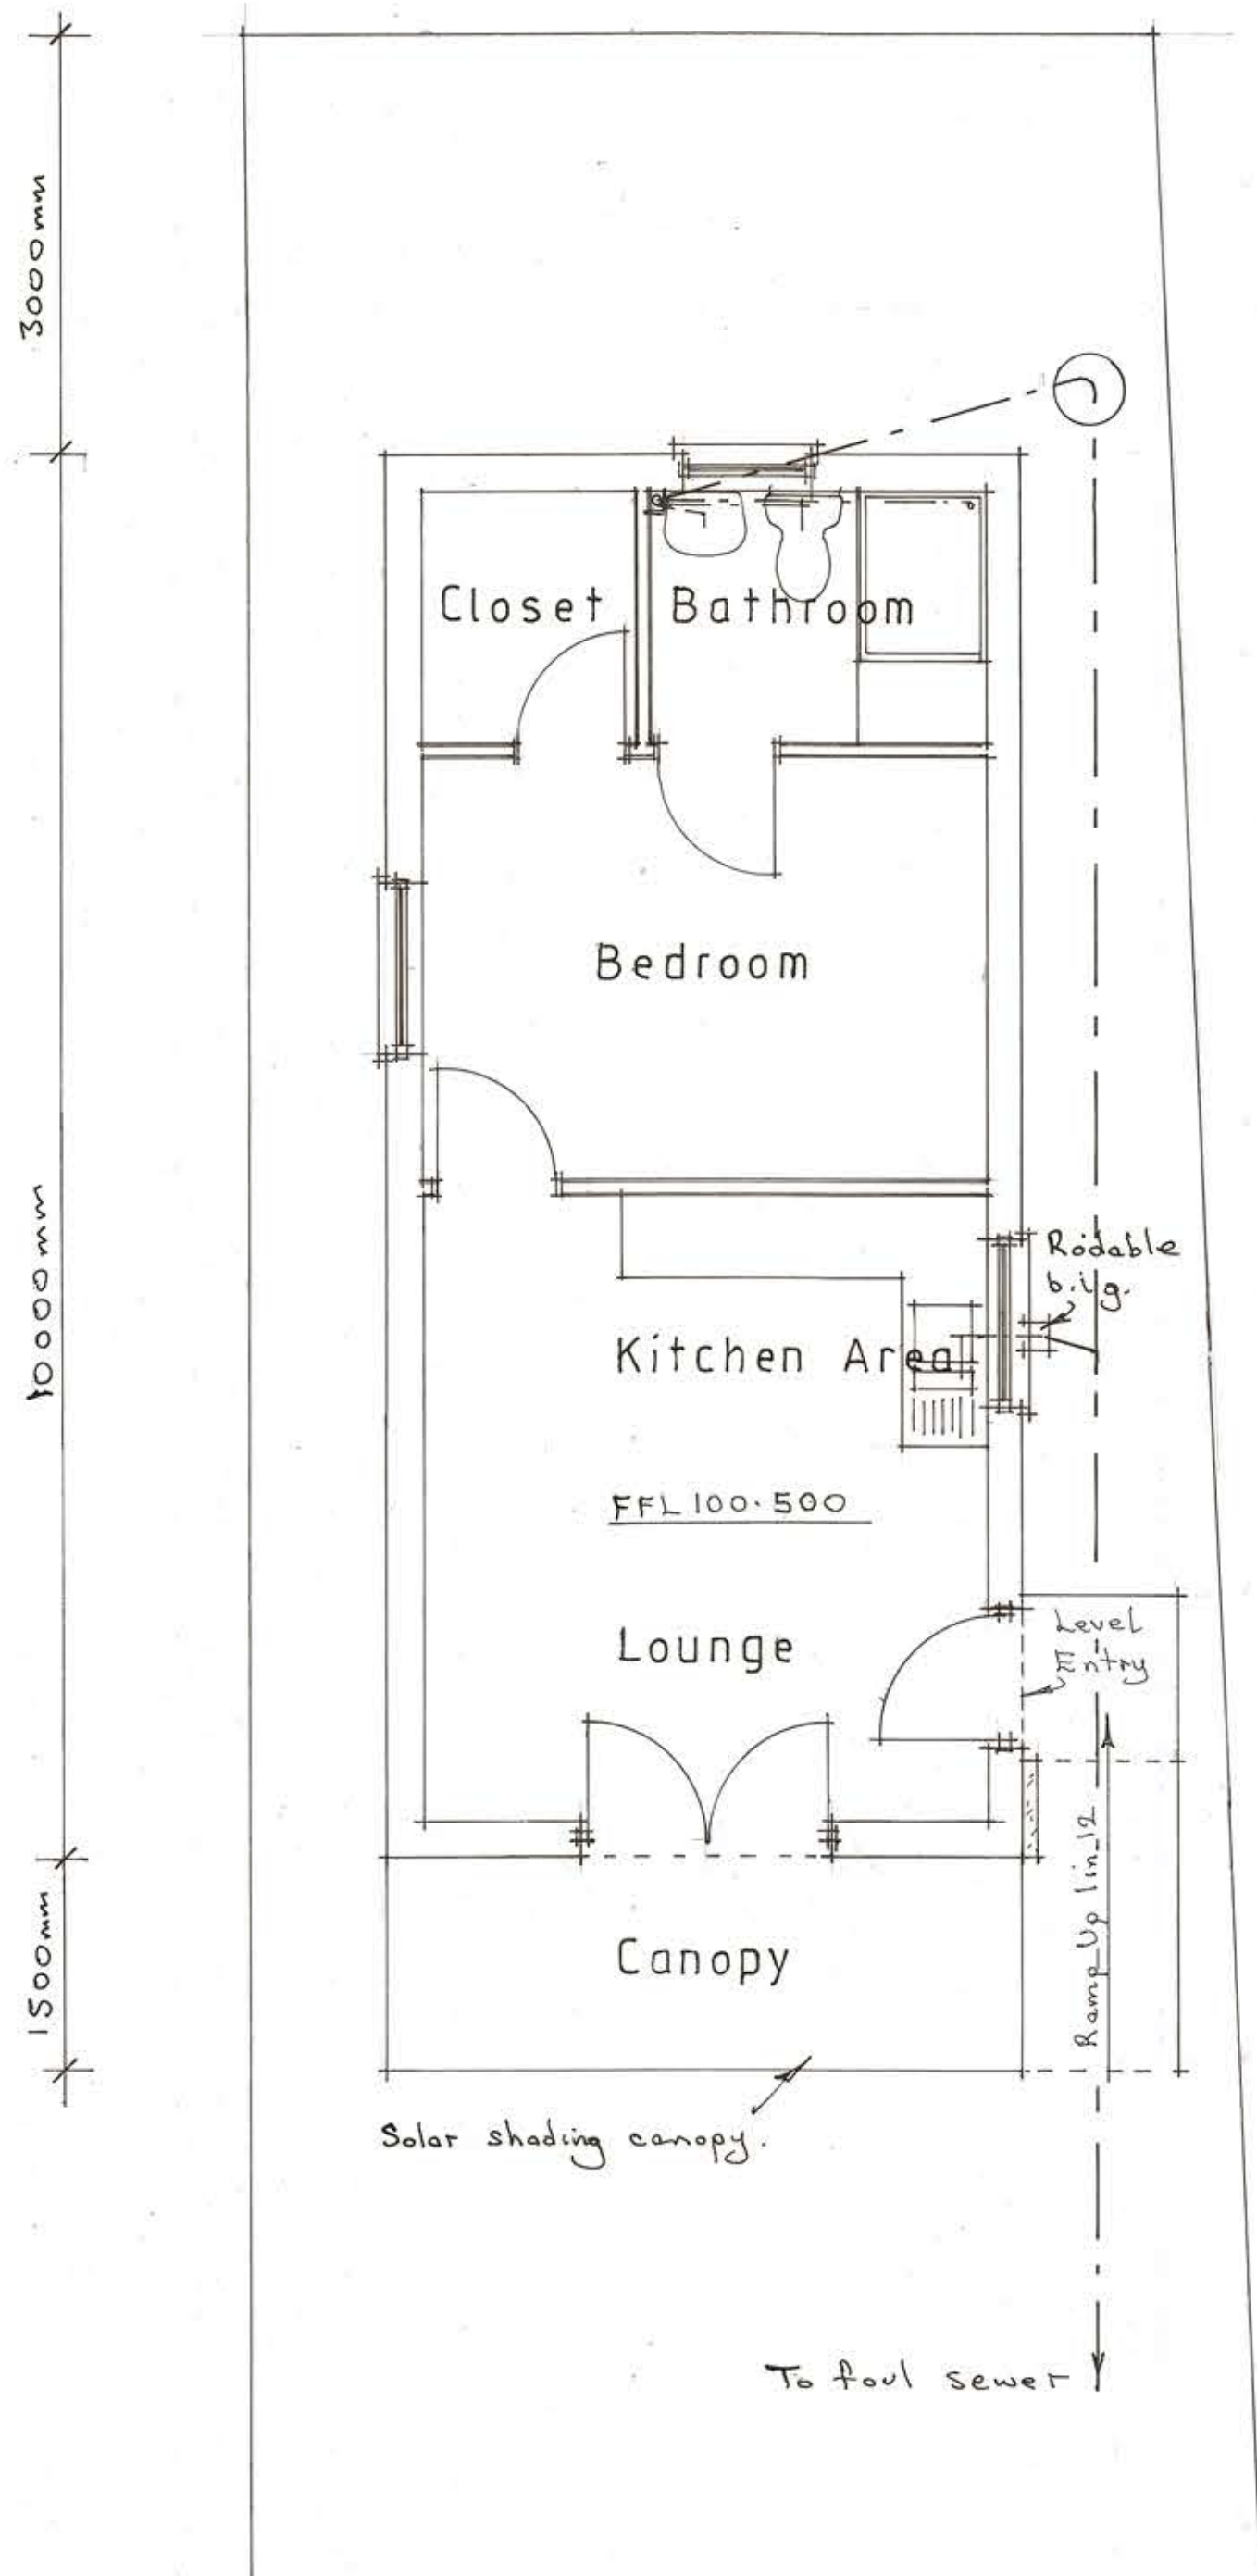 3000mm
Closet
Bathroom
Bedroom
Rodable
b.i.g.
Kitchen Area
10000mm
FFL 100.500
Level
Entry
Lounge
Ramp Up 1in 12
1500mm
Canopy
Solar shading canopy.
To foul sewer